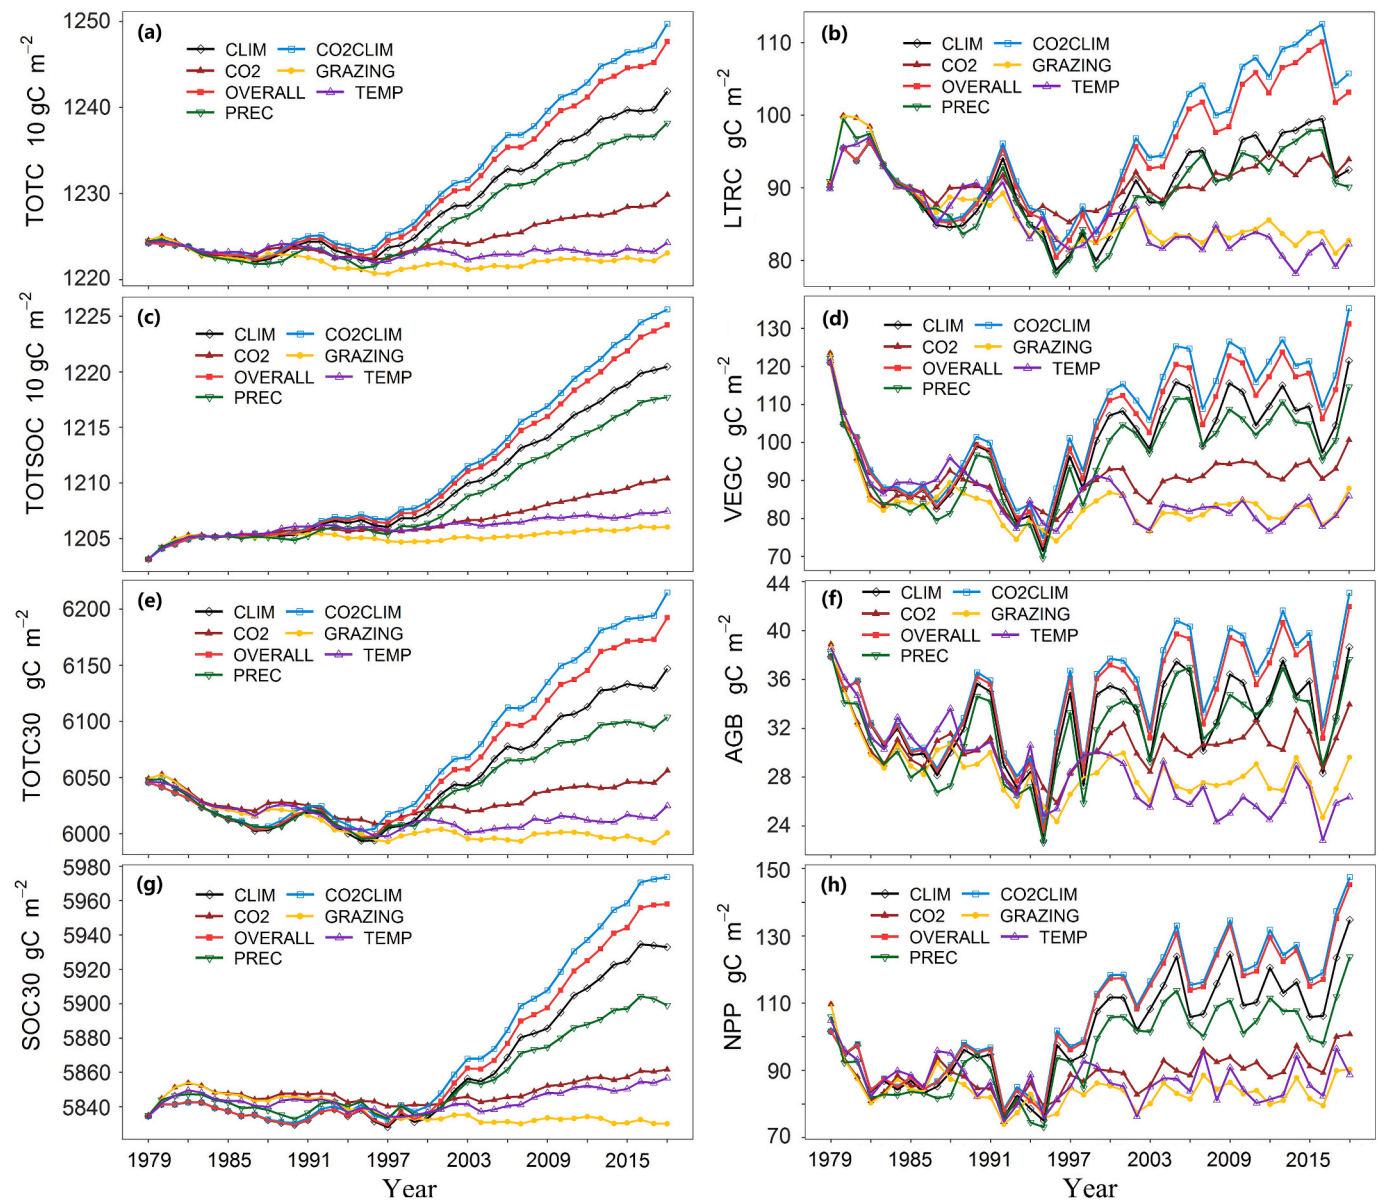 (a)
TOTC 10 gC m−2
1250
1240
1230
1220
CLIM CO2CLIM
CO2 GRAZING
OVERALL TEMP
PREC
(b)
LTRC gC m−2
110
100
90
80
CLIM CO2CLIM
CO2 GRAZING
OVERALL TEMP
PREC
(c)
TOTSOC 10 gC m−2
1225
1220
1215
1210
1205
CLIM CO2CLIM
CO2 GRAZING
OVERALL TEMP
PREC
(d)
VEGC gC m−2
130
120
110
100
90
80
70
CLIM CO2CLIM
CO2 GRAZING
OVERALL TEMP
PREC
(e)
TOTC30 gC m−2
6200
6150
6100
6050
6000
CLIM CO2CLIM
CO2 GRAZING
OVERALL TEMP
PREC
(f)
AGB gC m−2
44
40
36
32
28
24
CLIM CO2CLIM
CO2 GRAZING
OVERALL TEMP
PREC
(g)
SOC30 gC m−2
5980
5960
5940
5920
5900
5880
5860
5840
CLIM CO2CLIM
CO2 GRAZING
OVERALL TEMP
PREC
1979 1985 1991 1997 2003 2009 2015
Year
(h)
NPP gC m−2
150
130
110
90
70
CLIM CO2CLIM
CO2 GRAZING
OVERALL TEMP
PREC
1979 1985 1991 1997 2003 2009 2015
Year